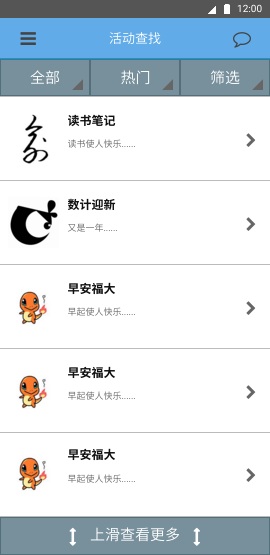 12:00
活动查找
全部 热门 筛选
读书笔记
读书使人快乐......
数计迎新
又是一年......
早安福大
早起使人快乐......
早安福大
早起使人快乐......
早安福大
早起使人快乐......
上滑查看更多